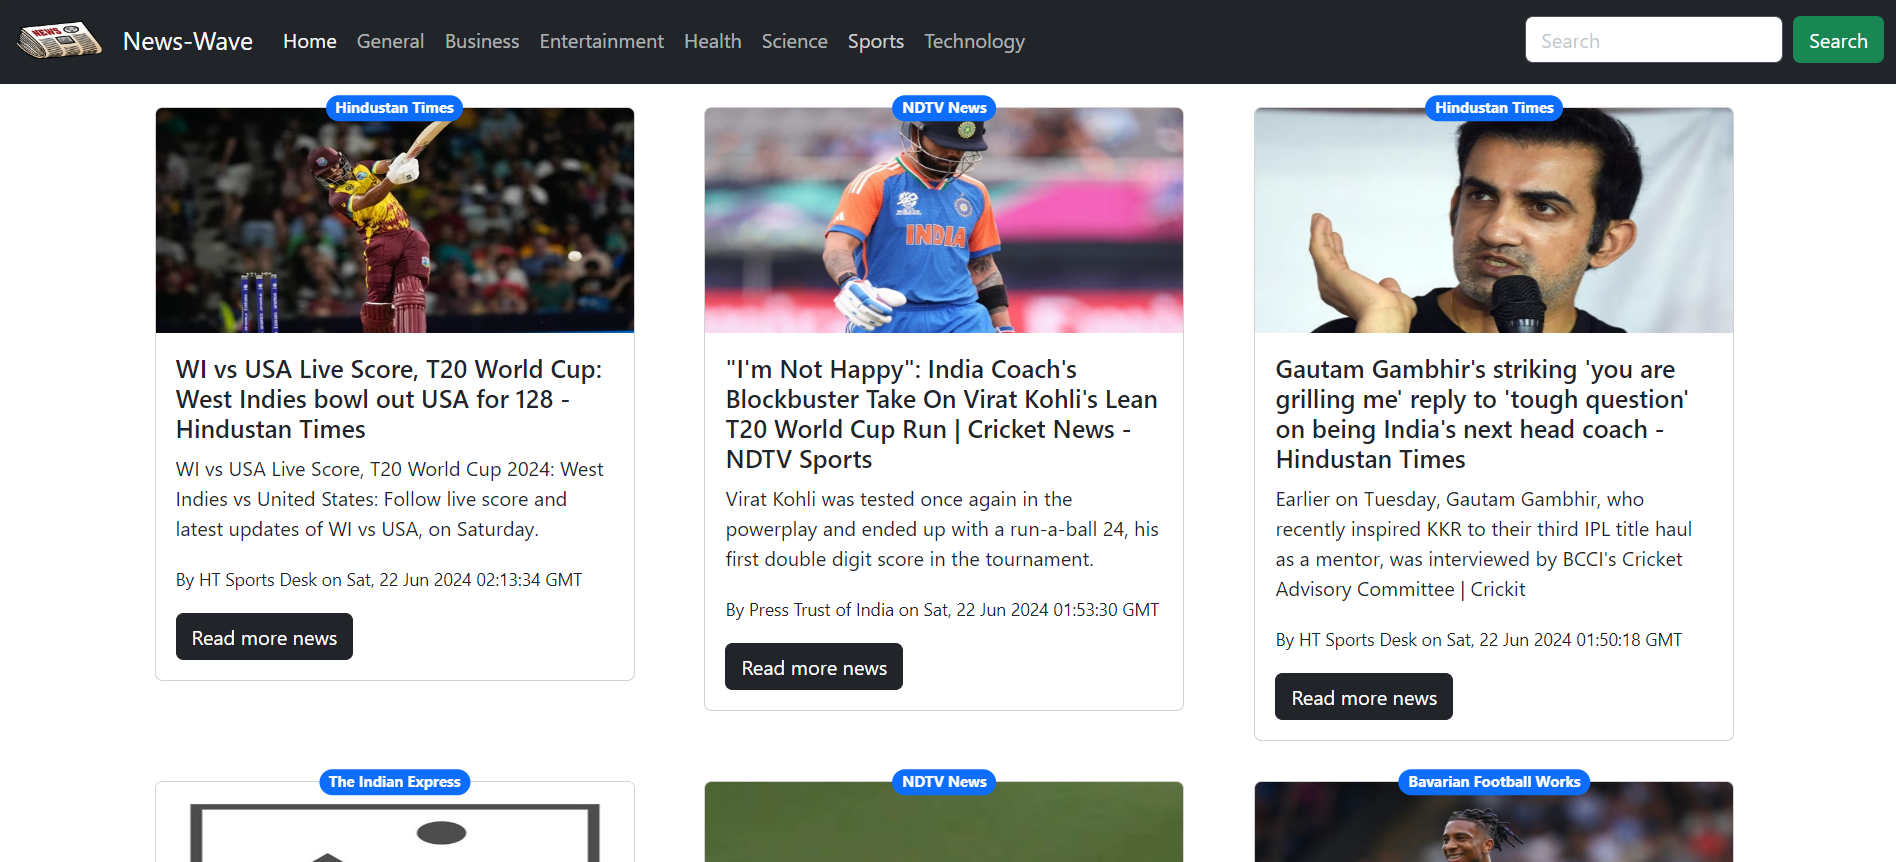 NEWS
News-Wave
Home General Business Entertainment Health Science Sports Technology
Search
Search
Hindustan Times
WI vs USA Live Score, T20 World Cup:
West Indies bowl out USA for 128 -
Hindustan Times
WI vs USA Live Score, T20 World Cup 2024: West
Indies vs United States: Follow live score and
latest updates of WI vs USA, on Saturday.
By HT Sports Desk on Sat, 22 Jun 2024 02:13:34 GMT
Read more news
NDTV News
INDIA
"I'm Not Happy": India Coach's
Blockbuster Take On Virat Kohli's Lean
T20 World Cup Run | Cricket News -
NDTV Sports
Virat Kohli was tested once again in the
powerplay and ended up with a run-a-ball 24, his
first double digit score in the tournament.
By Press Trust of India on Sat, 22 Jun 2024 01:53:30 GMT
Read more news
Hindustan Times
Gautam Gambhir's striking 'you are
grilling me' reply to 'tough question'
on being India's next head coach -
Hindustan Times
Earlier on Tuesday, Gautam Gambhir, who
recently inspired KKR to their third IPL title haul
as a mentor, was interviewed by BCCI's Cricket
Advisory Committee | Crickit
By HT Sports Desk on Sat, 22 Jun 2024 01:50:18 GMT
Read more news
The Indian Express
NDTV News
Bavarian Football Works